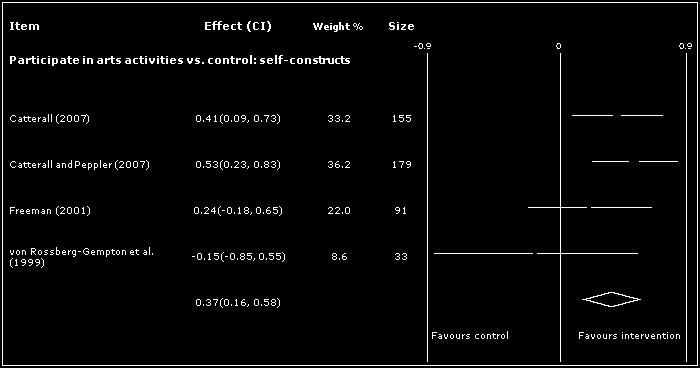 Item Effect (CI) Weight % Size
-0.9 0 0.9
Participate in arts activities vs. control: self-constructs
Catterall (2007) 0.41(0.09, 0.73) 33.2 155
Catterall and Peppler (2007) 0.53(0.23, 0.83) 36.2 179
Freeman (2001) 0.24(-0.18, 0.65) 22.0 91
von Rossberg-Gempton et al. -0.15(-0.85, 0.55) 8.6 33
(1999)
0.37(0.16, 0.58)
Favours control Favours intervention